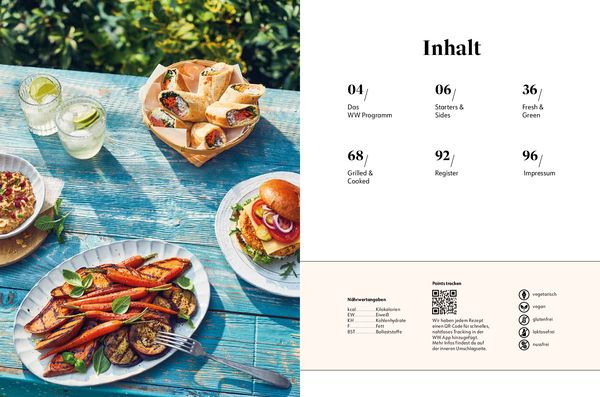 Inhalt
04/
Das
WW Programm
06/
Starters &
Sides
36/
Fresh &
Green
68/
Grilled &
Cooked
92/
Register
96/
Impressum
Nährwertangaben
kcal ........... Kilokalorien
EW ........... Eiweiß
KH ........... Kohlenhydrate
F ........... Fett
BST ........... Ballaststoffe
Points tracken
Wir haben jedem Rezept
einen QR-Code für schnelles,
nahtloses Tracking in der
WW App hinzugefügt.
Mehr Infos findest du auf
der inneren Umschlagseite.
vegetarisch
vegan
glutenfrei
laktosefrei
nussfrei